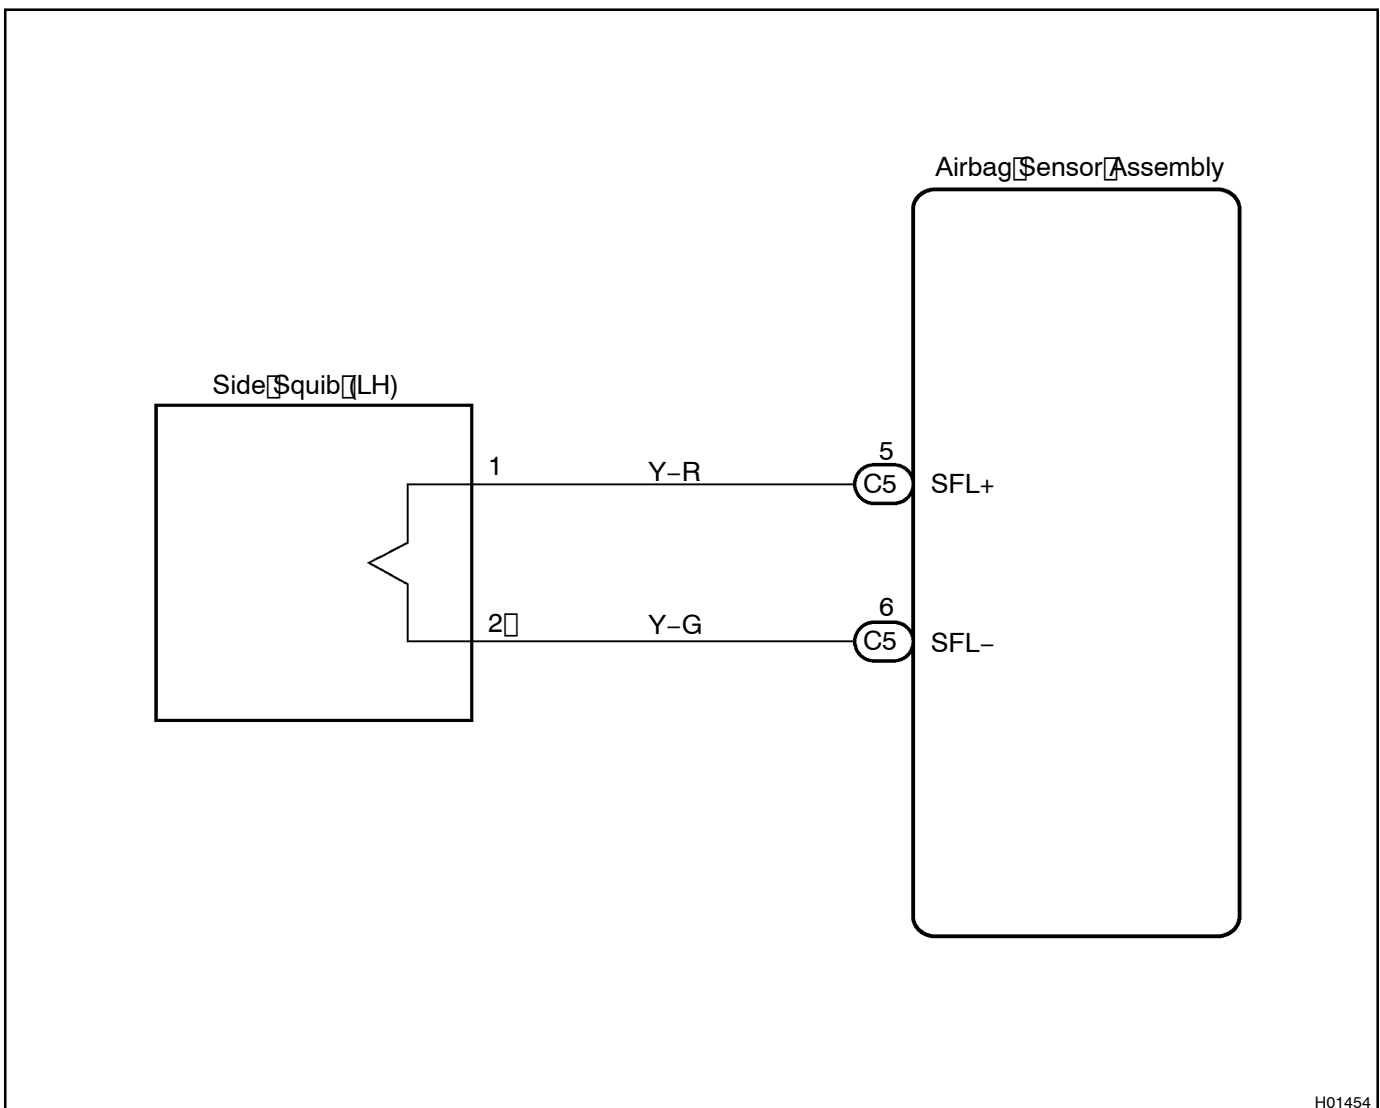 Airbag Sensor Assembly
Side Squib (LH)
1
Y−R
5
C5
SFL+
2
Y−G
6
C5
SFL−
H01454